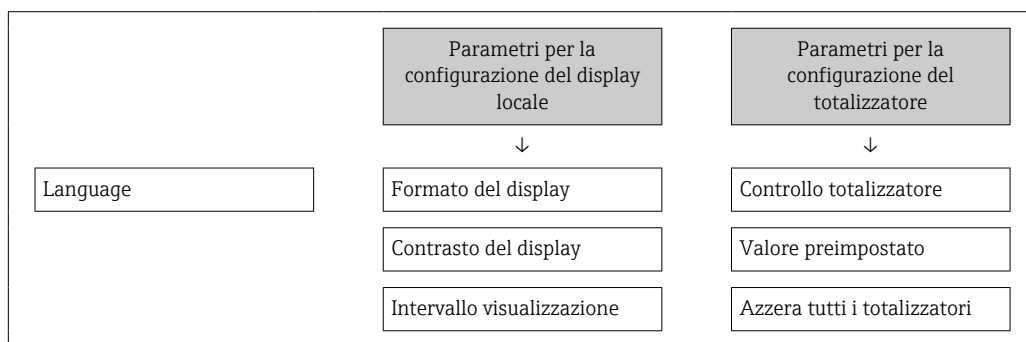 Parametri per la
configurazione del display
locale
Parametri per la
configurazione del
totalizzatore
↓
↓
Language
Formato del display
Controllo totalizzatore
Contrasto del display
Valore preimpostato
Intervallo visualizzazione
Azzera tutti i totalizzatori